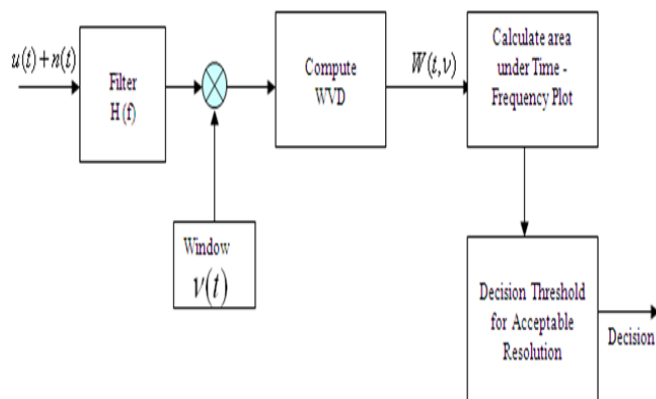 u(t)+n(t)
Filter
H(f)
Compute
WVD
W(t,ν)
Calculate area
under Time -
Frequency Plot
Window
ν(t)
Decision Threshold
for Acceptable
Resolution
Decision